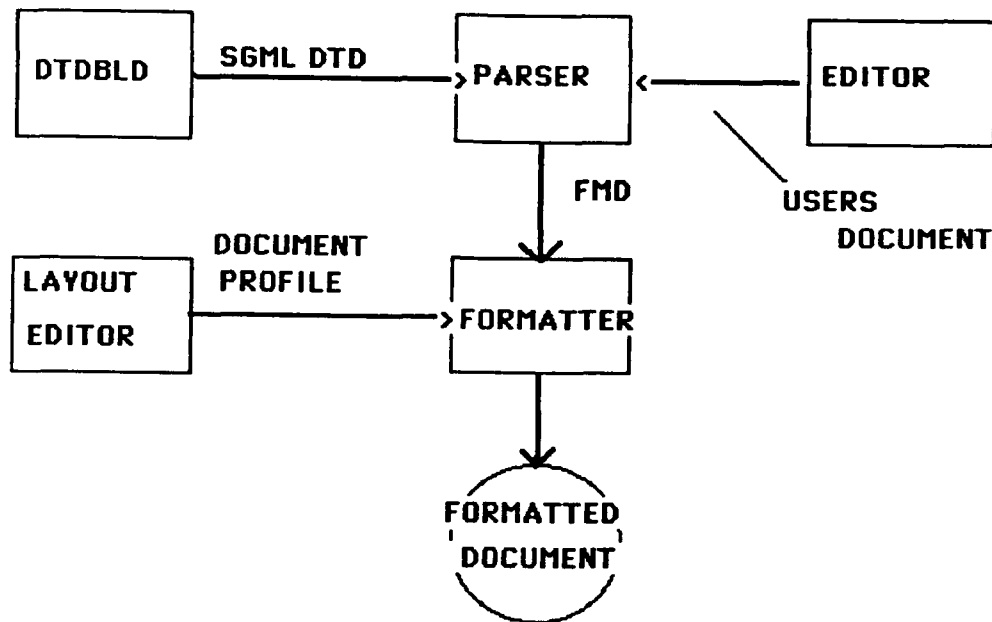 DTDBLD
SGML DTD
PARSER
EDITOR
FMD
USERS
DOCUMENT
DOCUMENT
PROFILE
LAYOUT
EDITOR
FORMATTER
FORMATTED
DOCUMENT